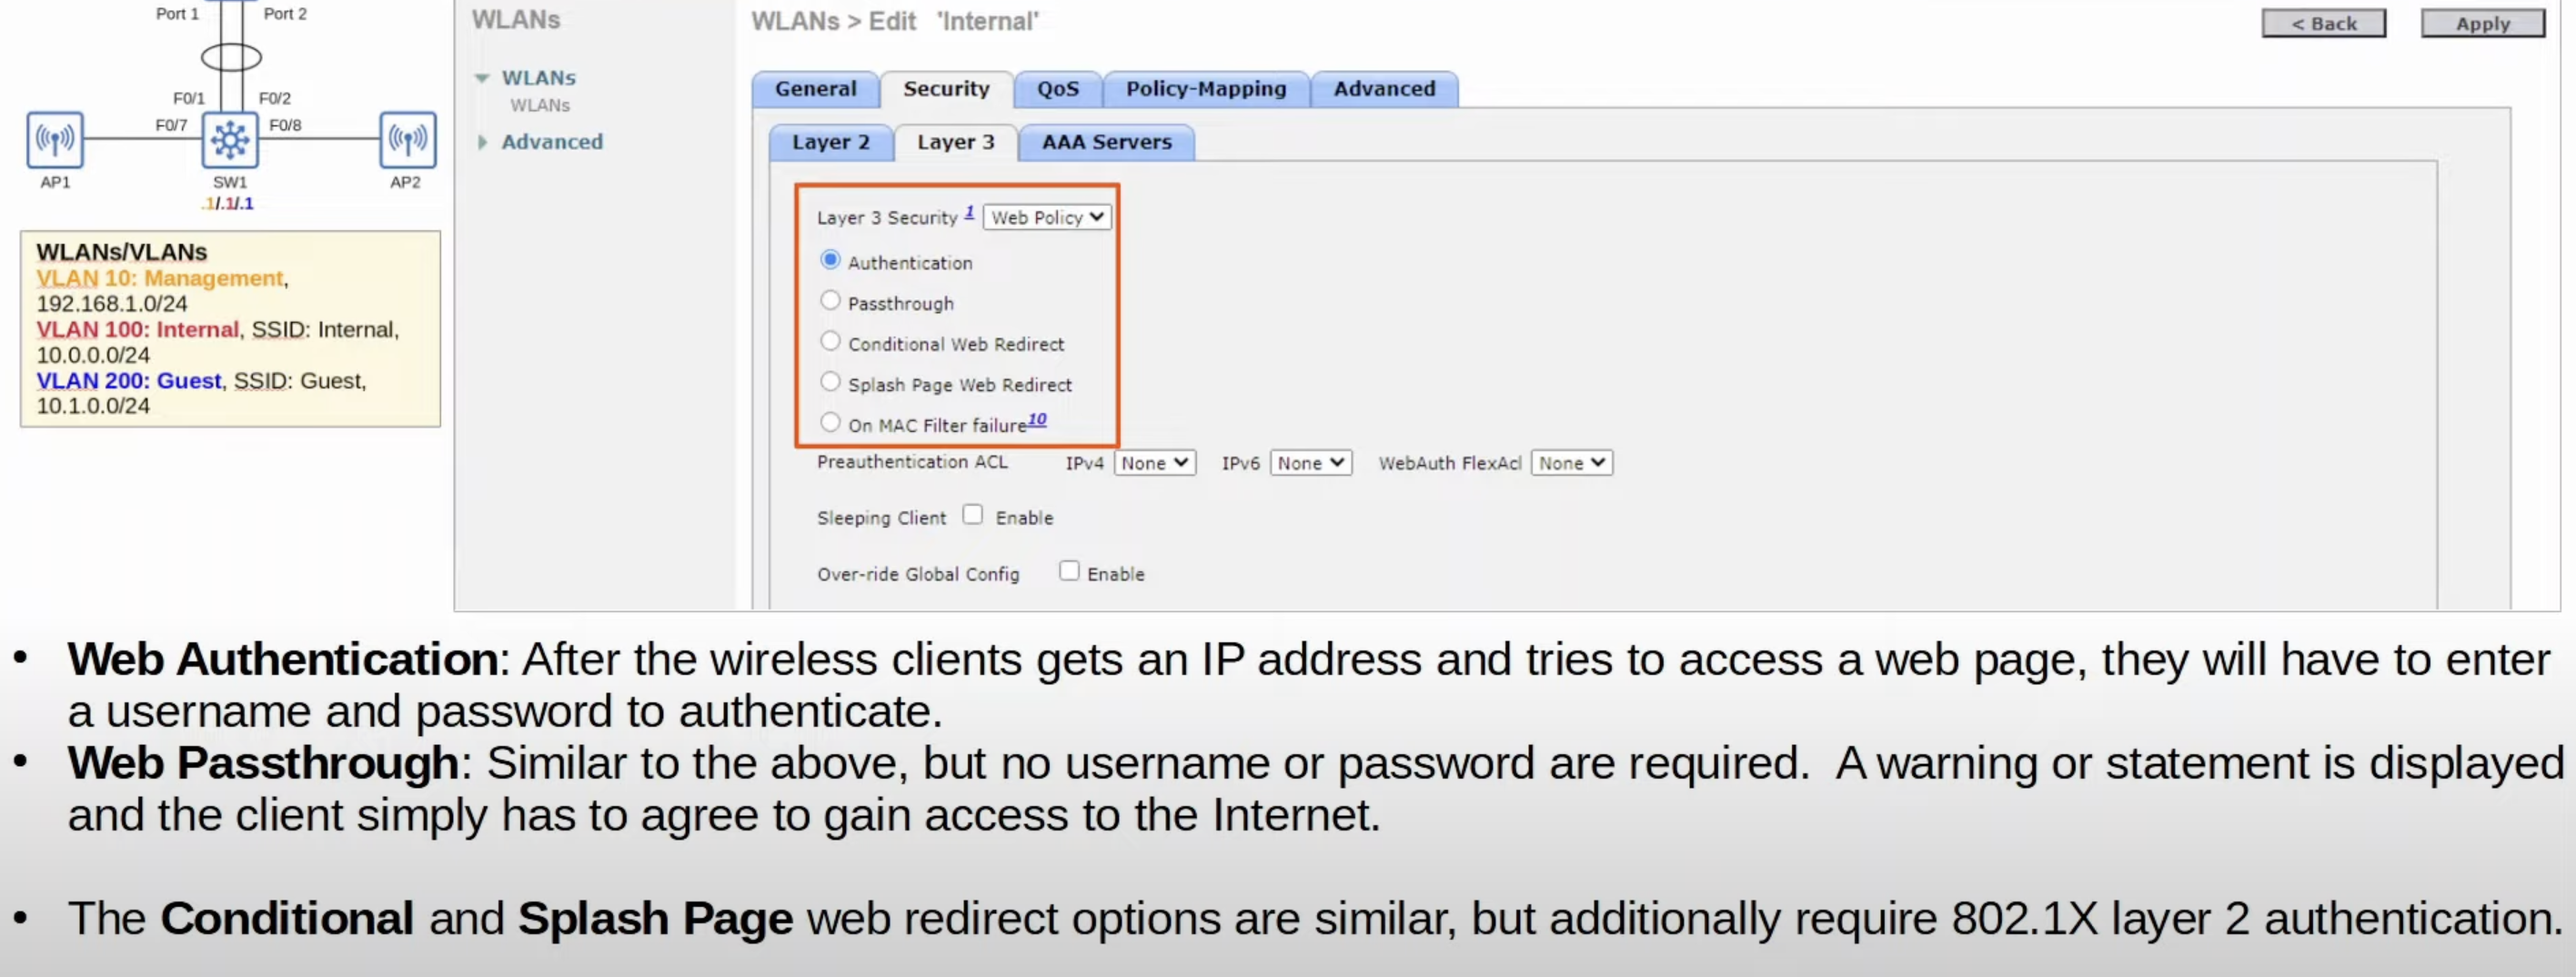 Port 1 Port 2
F0/1 F0/2
F0/7 F0/8
AP1 SW1 AP2
.1/.1/.1
WLANs/VLANs
VLAN 10: Management,
192.168.1.0/24
VLAN 100: Internal, SSID: Internal,
10.0.0.0/24
VLAN 200: Guest, SSID: Guest,
10.1.0.0/24
WLANs
WLANs
WLANs
Advanced
WLANs > Edit 'Internal'
< Back Apply
General Security QoS Policy-Mapping Advanced
Layer 2 Layer 3 AAA Servers
Layer 3 Security 1 Web Policy
Authentication
Passthrough
Conditional Web Redirect
Splash Page Web Redirect
On MAC Filter failure10
Preauthentication ACL IPv4 None IPv6 None WebAuth FlexAcl None
Sleeping Client Enable
Over-ride Global Config Enable
• Web Authentication: After the wireless clients gets an IP address and tries to access a web page, they will have to enter
a username and password to authenticate.
• Web Passthrough: Similar to the above, but no username or password are required. A warning or statement is displayed
and the client simply has to agree to gain access to the Internet.
• The Conditional and Splash Page web redirect options are similar, but additionally require 802.1X layer 2 authentication.